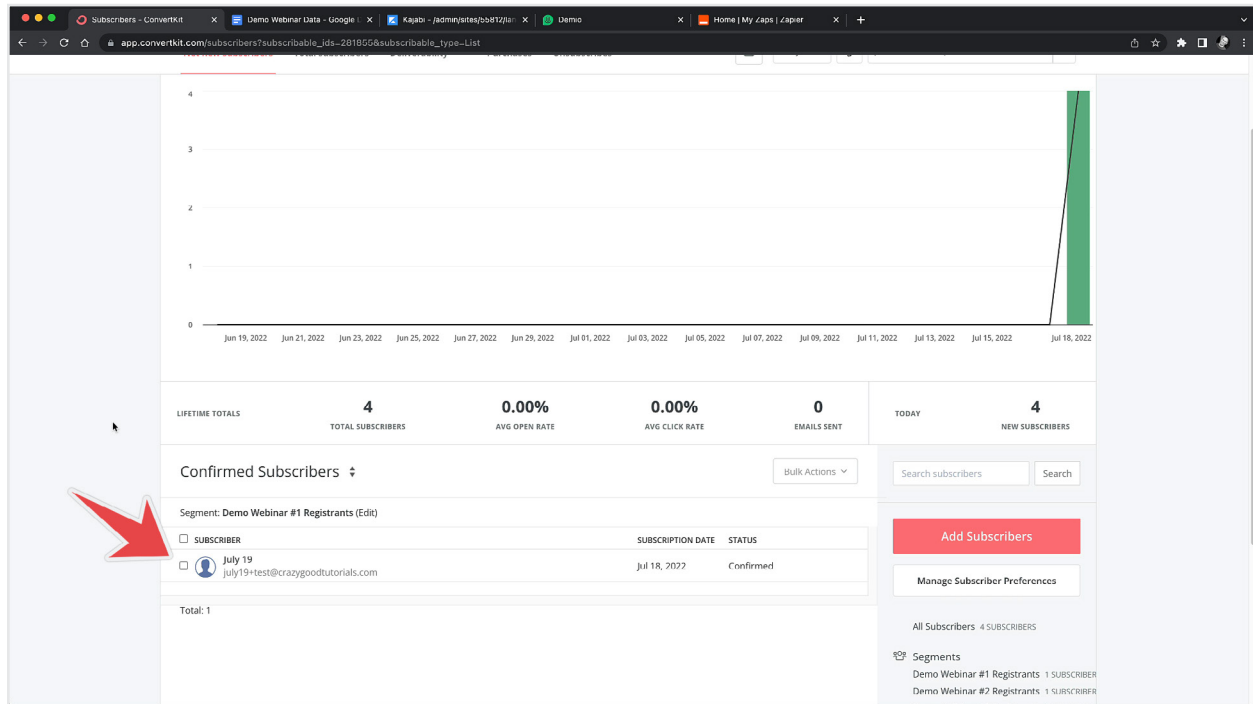 Subscribers - ConvertKit
Demo Webinar Data - Google
Kajabi - /admin/sites/55812/lan
Demio
Home | My Zaps | Zapier
app.convertkit.com/subscribers?subscribable_ids=281855&subscribable_type=List
4
3
2
1
0
Jun 19, 2022 Jun 21, 2022 Jun 23, 2022 Jun 25, 2022 Jun 27, 2022 Jun 29, 2022 Jul 01, 2022 Jul 03, 2022 Jul 05, 2022 Jul 07, 2022 Jul 09, 2022 Jul 11, 2022 Jul 13, 2022 Jul 15, 2022 Jul 18, 2022
LIFETIME TOTALS
4
TOTAL SUBSCRIBERS
0.00%
AVG OPEN RATE
0.00%
AVG CLICK RATE
0
EMAILS SENT
TODAY
4
NEW SUBSCRIBERS
Confirmed Subscribers
Bulk Actions
Segment: Demo Webinar #1 Registrants (Edit)
SUBSCRIBER SUBSCRIPTION DATE STATUS
July 19
july19+test@crazygoodtutorials.com
Jul 18, 2022
Confirmed
Total: 1
Search subscribers
Search
Add Subscribers
Manage Subscriber Preferences
All Subscribers 4 SUBSCRIBERS
Segments
Demo Webinar #1 Registrants 1 SUBSCRIBER
Demo Webinar #2 Registrants 1 SUBSCRIBER